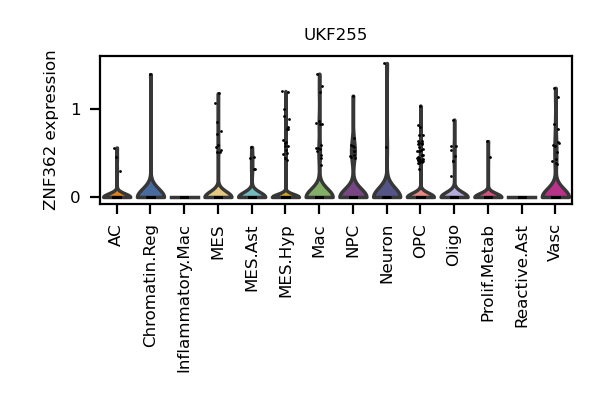 UKF255
ZNF362 expression
1
0
AC
Chromatin.Reg
Inflammatory.Mac
MES
MES.Ast
MES.Hyp
Mac
NPC
Neuron
OPC
Oligo
Prolif.Metab
Reactive.Ast
Vasc